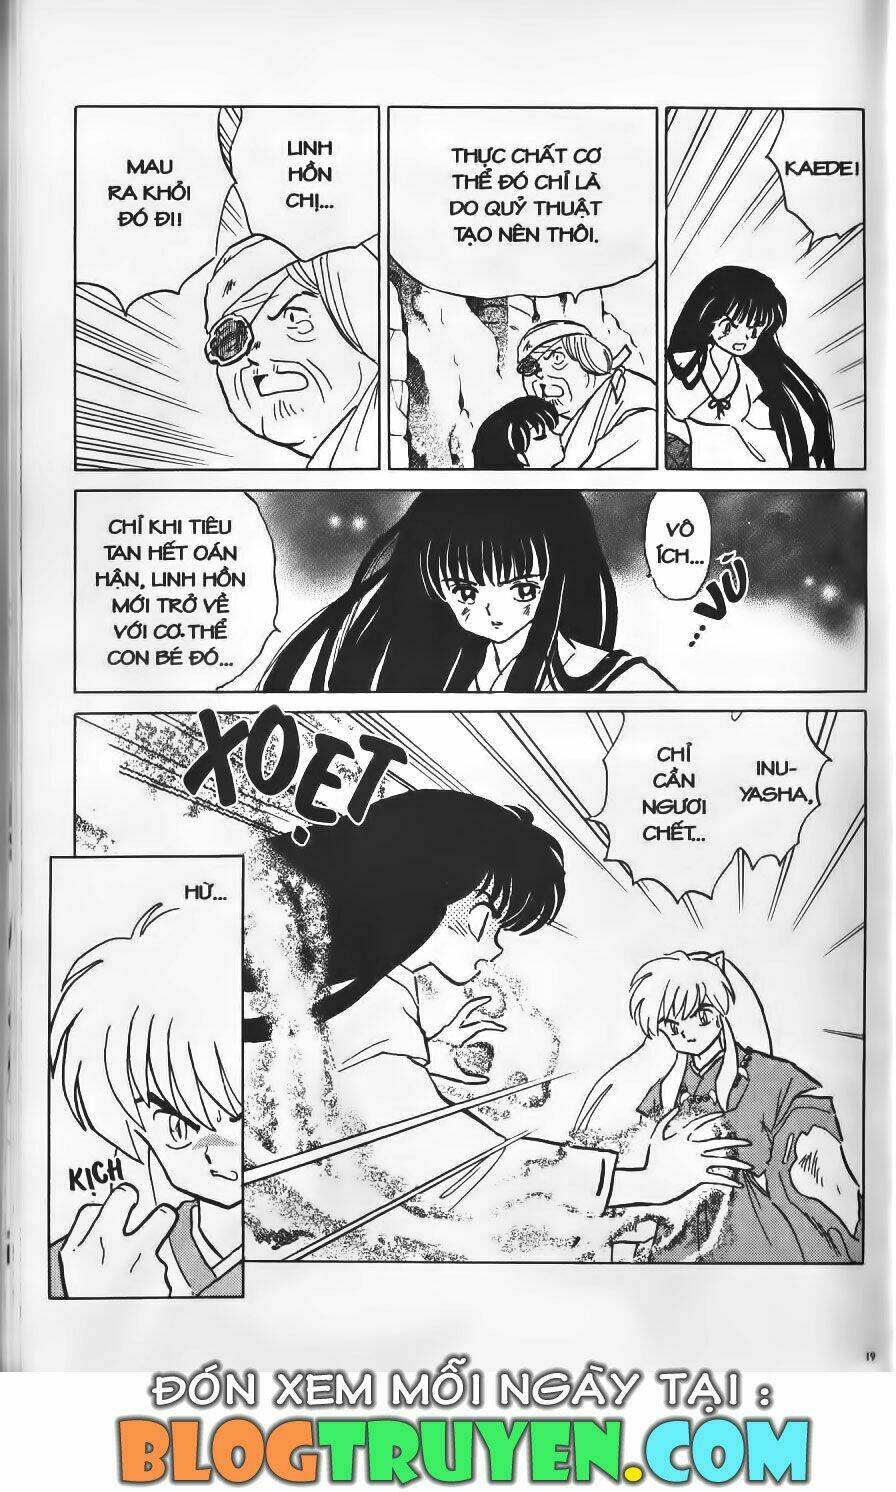 KAEDE!
THỰC CHẤT CƠ
THỂ ĐÓ CHỈ LÀ
DO QUỶ THUẬT
TẠO NÊN THÔI.
LINH
HỒN
CHỊ...
MAU
RA KHỎI
ĐÓ ĐI!
VÔ
ÍCH...
...VÚ
CHỈ KHI TIÊU
TAN HẾT OÁN
HẬN, LINH HỒN
MỚI TRỞ VỀ
VỚI CƠ THỂ
CON BÉ ĐÓ...
INU-
YASHA,
CHỈ
CẦN
NGƯƠI
CHẾT...
XOẸT
HỪ...
KỊCH
19
ĐÓN XEM MỖI NGÀY TẠI :
BLOGTRUYEN.COM